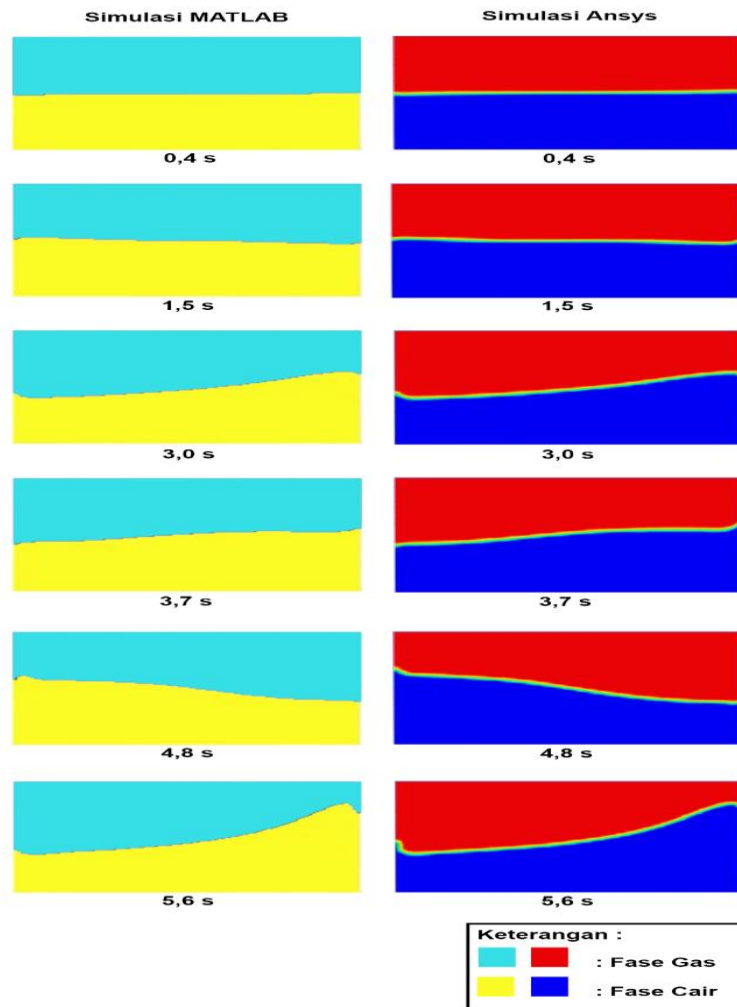 Simulasi MATLAB
Simulasi Ansys
0,4 s
0,4 s
1,5 s
1,5 s
3,0 s
3,0 s
3,7 s
3,7 s
4,8 s
4,8 s
5,6 s
5,6 s
Keterangan :
: Fase Gas
: Fase Cair